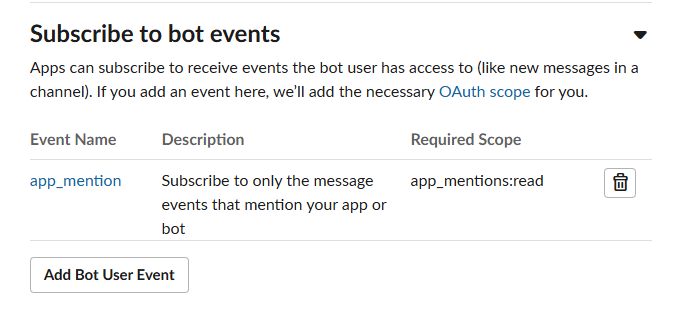 Subscribe to bot events
Apps can subscribe to receive events the bot user has access to (like new messages in a
channel). If you add an event here, we’ll add the necessary OAuth scope for you.
Event Name Description Required Scope
app_mention Subscribe to only the message app_mentions:read
events that mention your app or
bot
Add Bot User Event